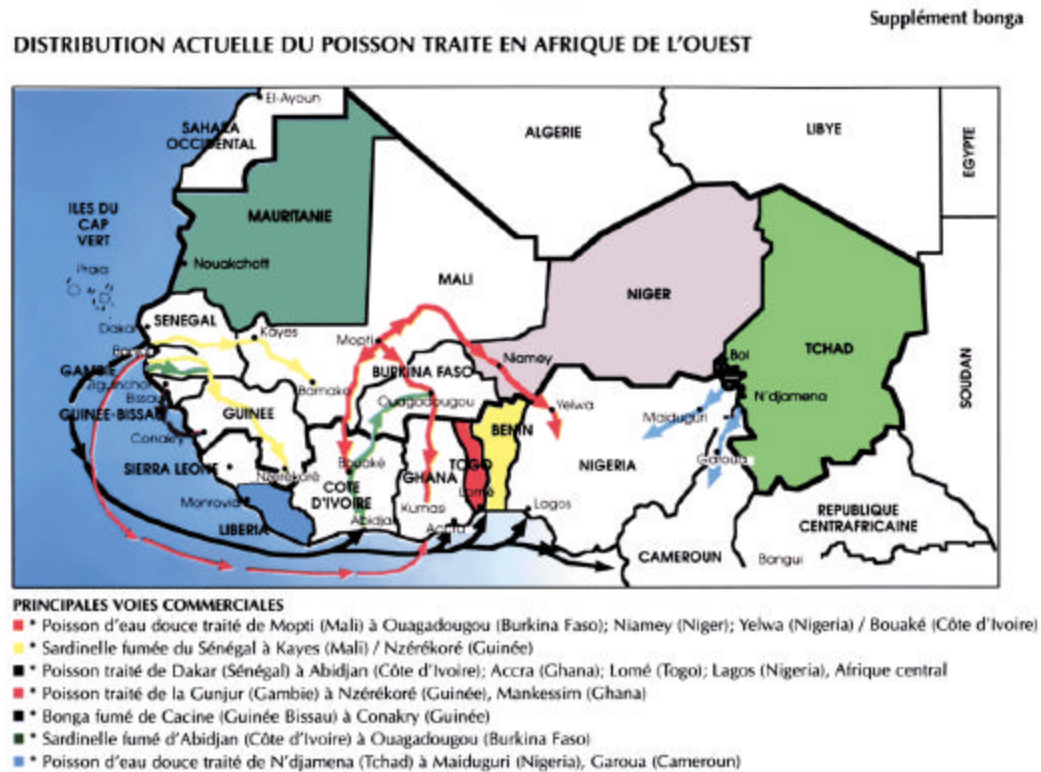 Supplément bonga
DISTRIBUTION ACTUELLE DU POISSON TRAITE EN AFRIQUE DE L'OUEST
El-Ayoun
SAHARA
OCCIDENTAL
ALGERIE
LIBYE
EGYPTE
ILES DU
CAP
VERT
Praia
MAURITANIE
Nouakchott
MALI
NIGER
TCHAD
SOUDAN
Dakar
SENEGAL
Kayes
Mopti
Niamey
Bol
N'djamena
GAMBIE
Bamako
BURKINA FASO
Ouagadougou
Yelwa
Maiduguri
Bissau
GUINEE-BISSAU
GUINEE
BENIN
Conakry
NIGERIA
Garoua
SIERRA LEONE
Nzérékoré
Bouaké
COTE
D'IVOIRE
GHANA
TOGO
Lomé
Lagos
Monrovia
LIBERIA
Abidjan
Kumas
Accra
CAMEROUN
REPUBLIQUE
CENTRAFRICAINE
Bangui
PRINCIPALES VOIES COMMERCIALES
* Poisson d'eau douce traité de Mopti (Mali) à Ouagadougou (Burkina Faso); Niamey (Niger); Yelwa (Nigeria) / Bouaké (Côte d'Ivoire)
* Sardinelle fumée du Sénégal à Kayes (Mali) / Nzérékoré (Guinée)
* Poisson traité de Dakar (Sénégal) à Abidjan (Côte d'Ivoire); Accra (Ghana); Lomé (Togo); Lagos (Nigeria), Afrique central
* Poisson traité de la Gunjur (Gambie) à Nzérékoré (Guinée), Mankessim (Ghana)
* Bonga fumé de Cacine (Guinée Bissau) à Conakry (Guinée)
* Sardinelle fumé d'Abidjan (Côte d'Ivoire) à Ouagadougou (Burkina Faso)
* Poisson d'eau douce traité de N'djamena (Tchad) à Maiduguri (Nigeria), Garoua (Cameroun)